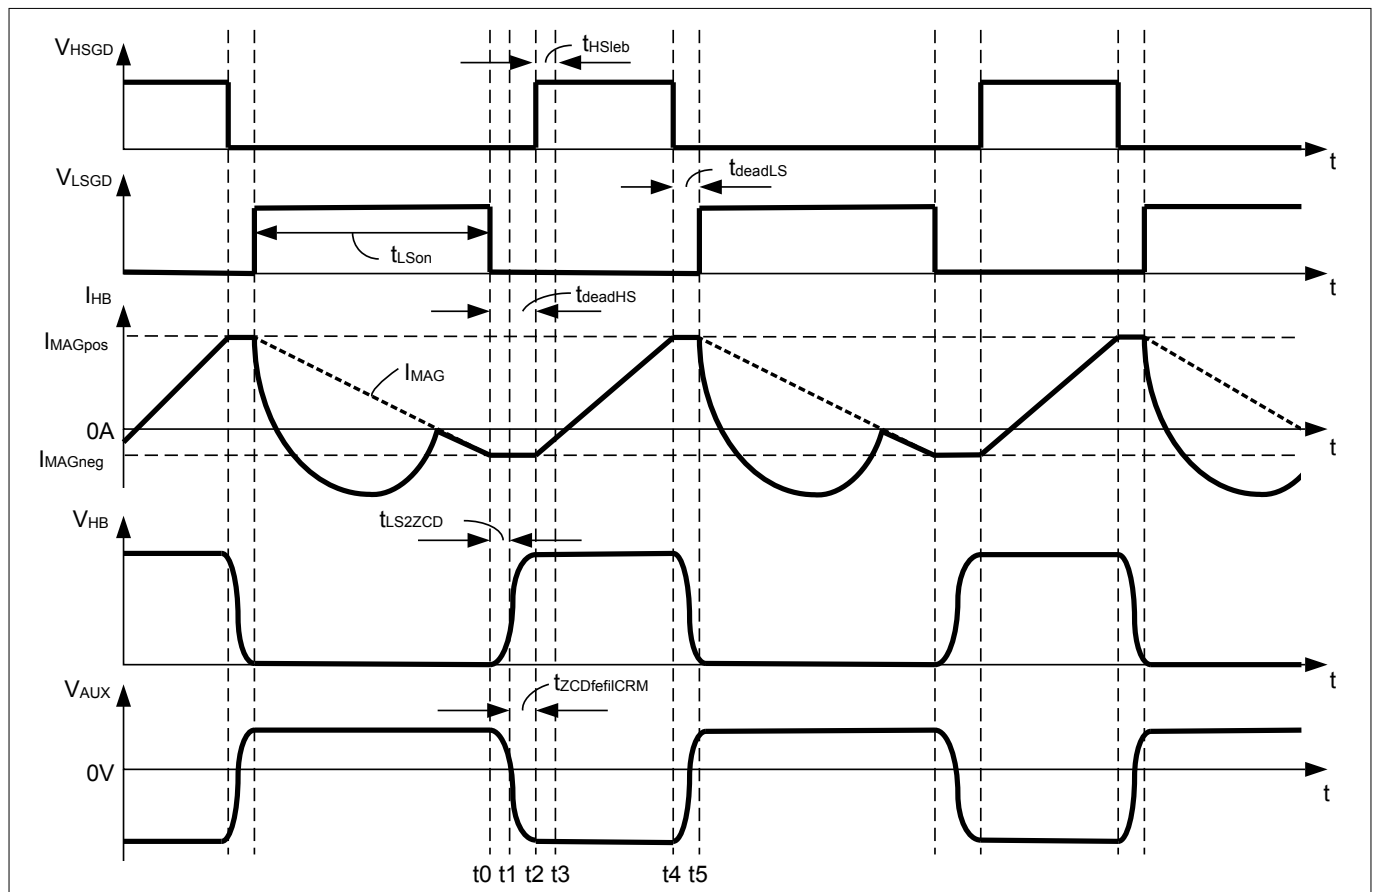 VHSGD
tHSleb
t
VLSGD
tdeadLS
tLSon
t
IHB
tdeadHS
IMAGpos
IMAG
0A
t
IMAGneg
VHB
tLS2ZCD
t
VAUX
tZCDfefilCRM
0V
t
t0 t1 t2 t3 t4 t5